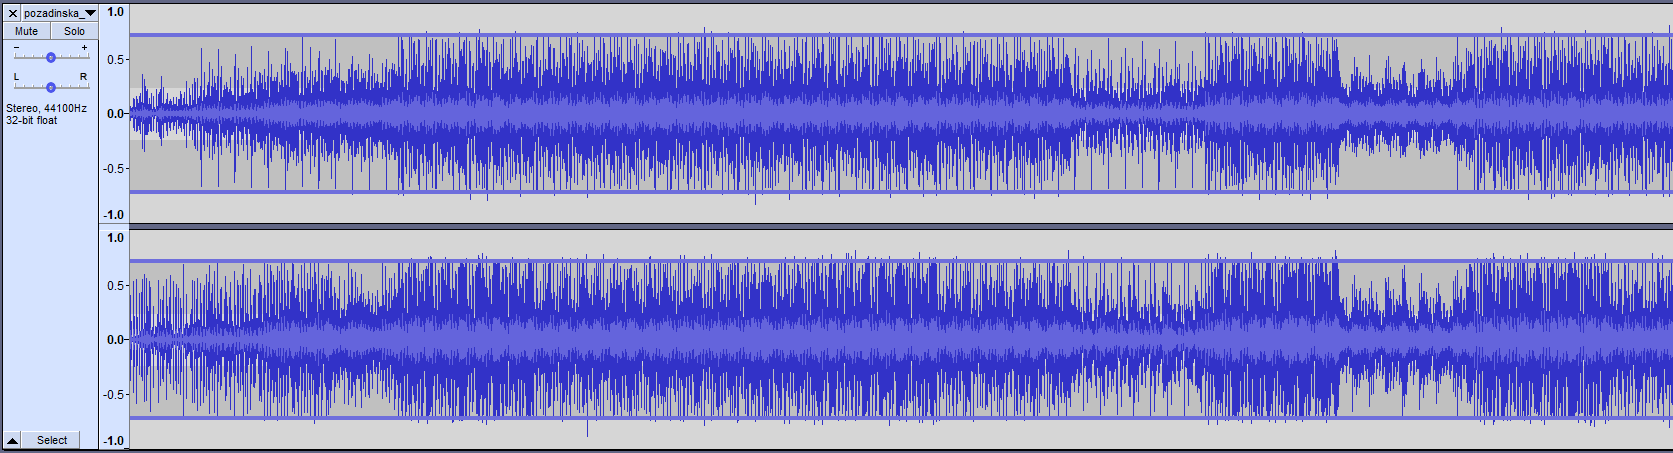 pozadinska_
Mute Solo
- +
L R
Stereo, 44100Hz
32-bit float
Select
1.0
0.5
0.0
-0.5
-1.0
1.0
0.5
0.0
-0.5
-1.0